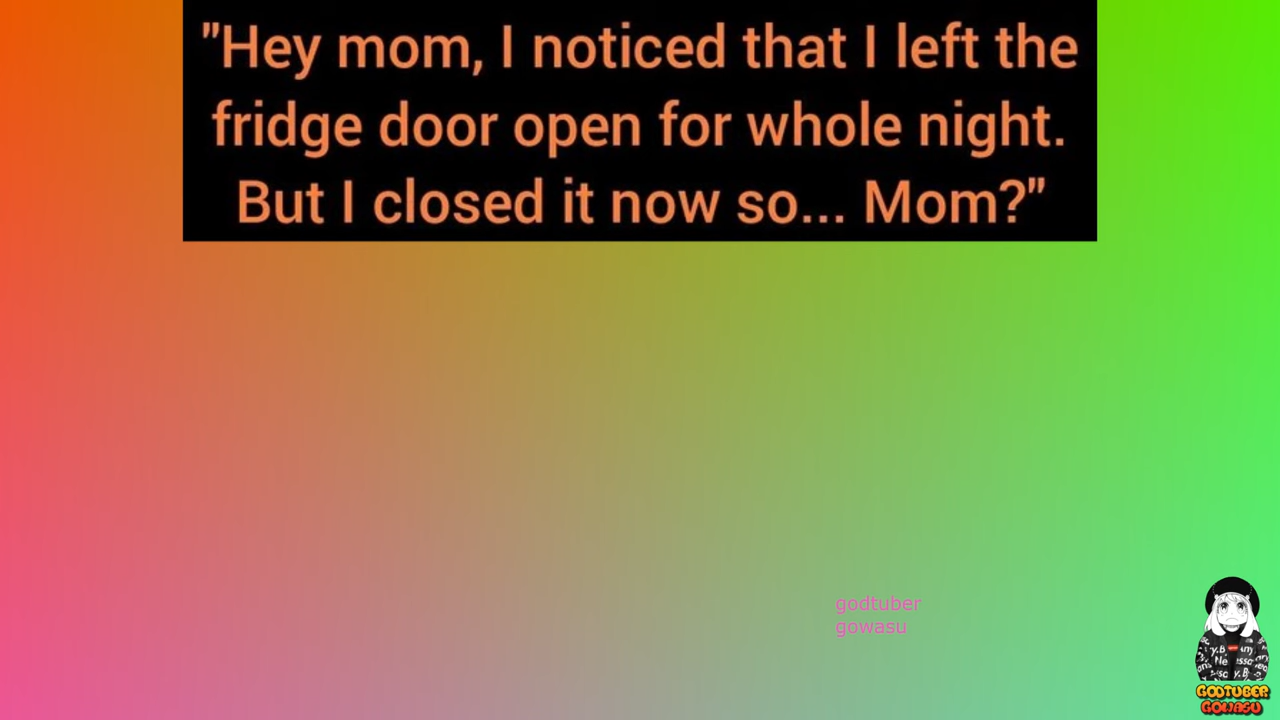 "Hey mom, I noticed that I left the
fridge door open for whole night.
But I closed it now so... Mom?"
godtuber
gowasu
GODTUBER
GOWASU